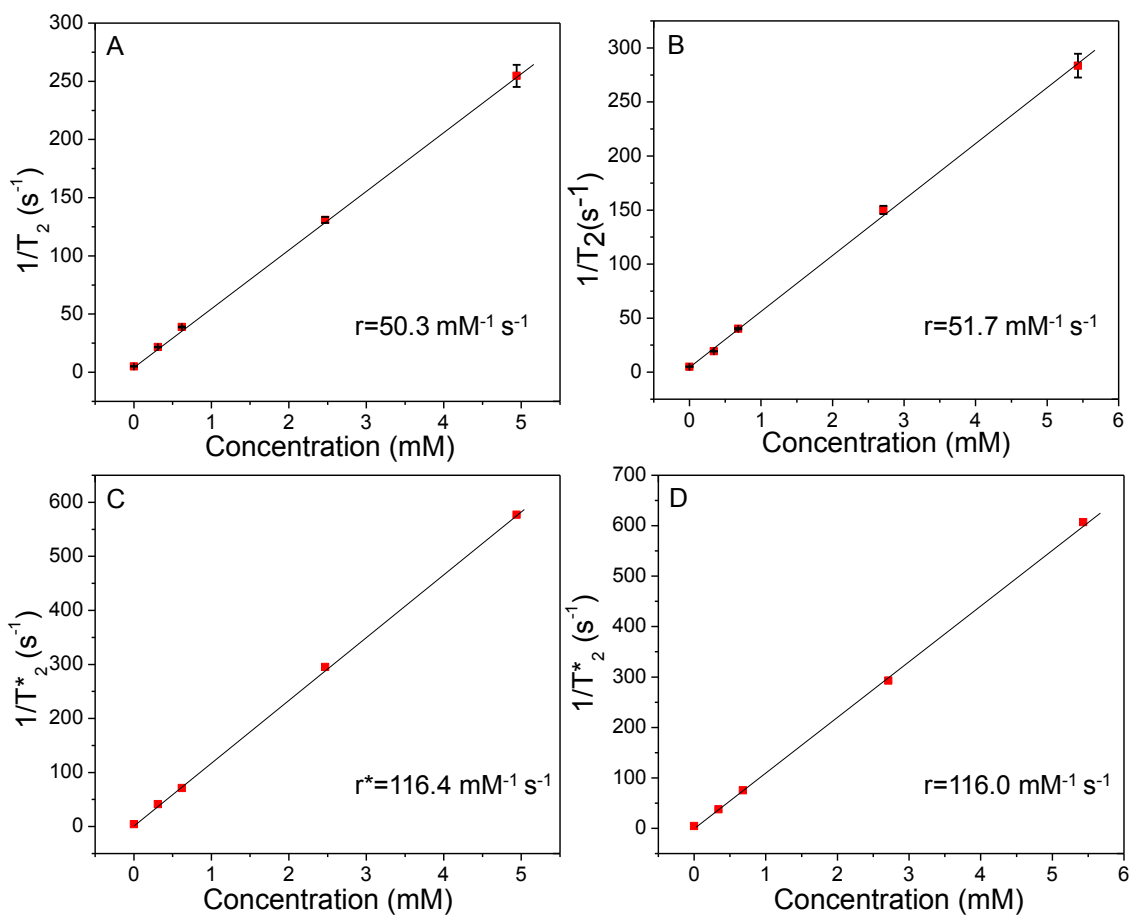 A
1/T₂ (s⁻¹)
300
250
200
150
100
50
0
r=50.3 mM⁻¹ s⁻¹
0 1 2 3 4 5
Concentration (mM)
B
1/T2(s⁻¹)
300
250
200
150
100
50
0
r=51.7 mM⁻¹ s⁻¹
0 1 2 3 4 5 6
Concentration (mM)
C
1/T*₂ (s⁻¹)
600
500
400
300
200
100
0
r*=116.4 mM⁻¹ s⁻¹
0 1 2 3 4 5
Concentration (mM)
D
1/T*₂ (s⁻¹)
700
600
500
400
300
200
100
0
r=116.0 mM⁻¹ s⁻¹
0 1 2 3 4 5 6
Concentration (mM)